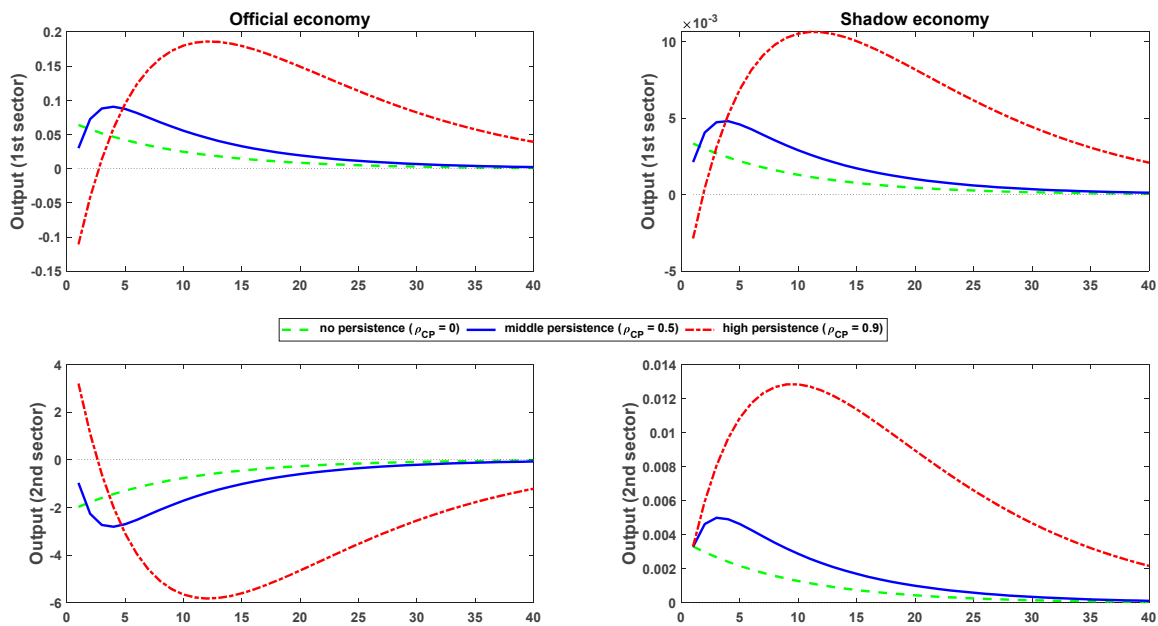 Official economy
Output (1st sector)
0.2
0.15
0.1
0.05
0
-0.05
-0.1
-0.15
0 5 10 15 20 25 30 35 40
Shadow economy
×10⁻³
Output (1st sector)
10
5
0
-5
0 5 10 15 20 25 30 35 40
no persistence (ρ_CP = 0) middle persistence (ρ_CP = 0.5) high persistence (ρ_CP = 0.9)
Output (2nd sector)
4
2
0
-2
-4
-6
0 5 10 15 20 25 30 35 40
Output (2nd sector)
0.014
0.012
0.01
0.008
0.006
0.004
0.002
0
0 5 10 15 20 25 30 35 40